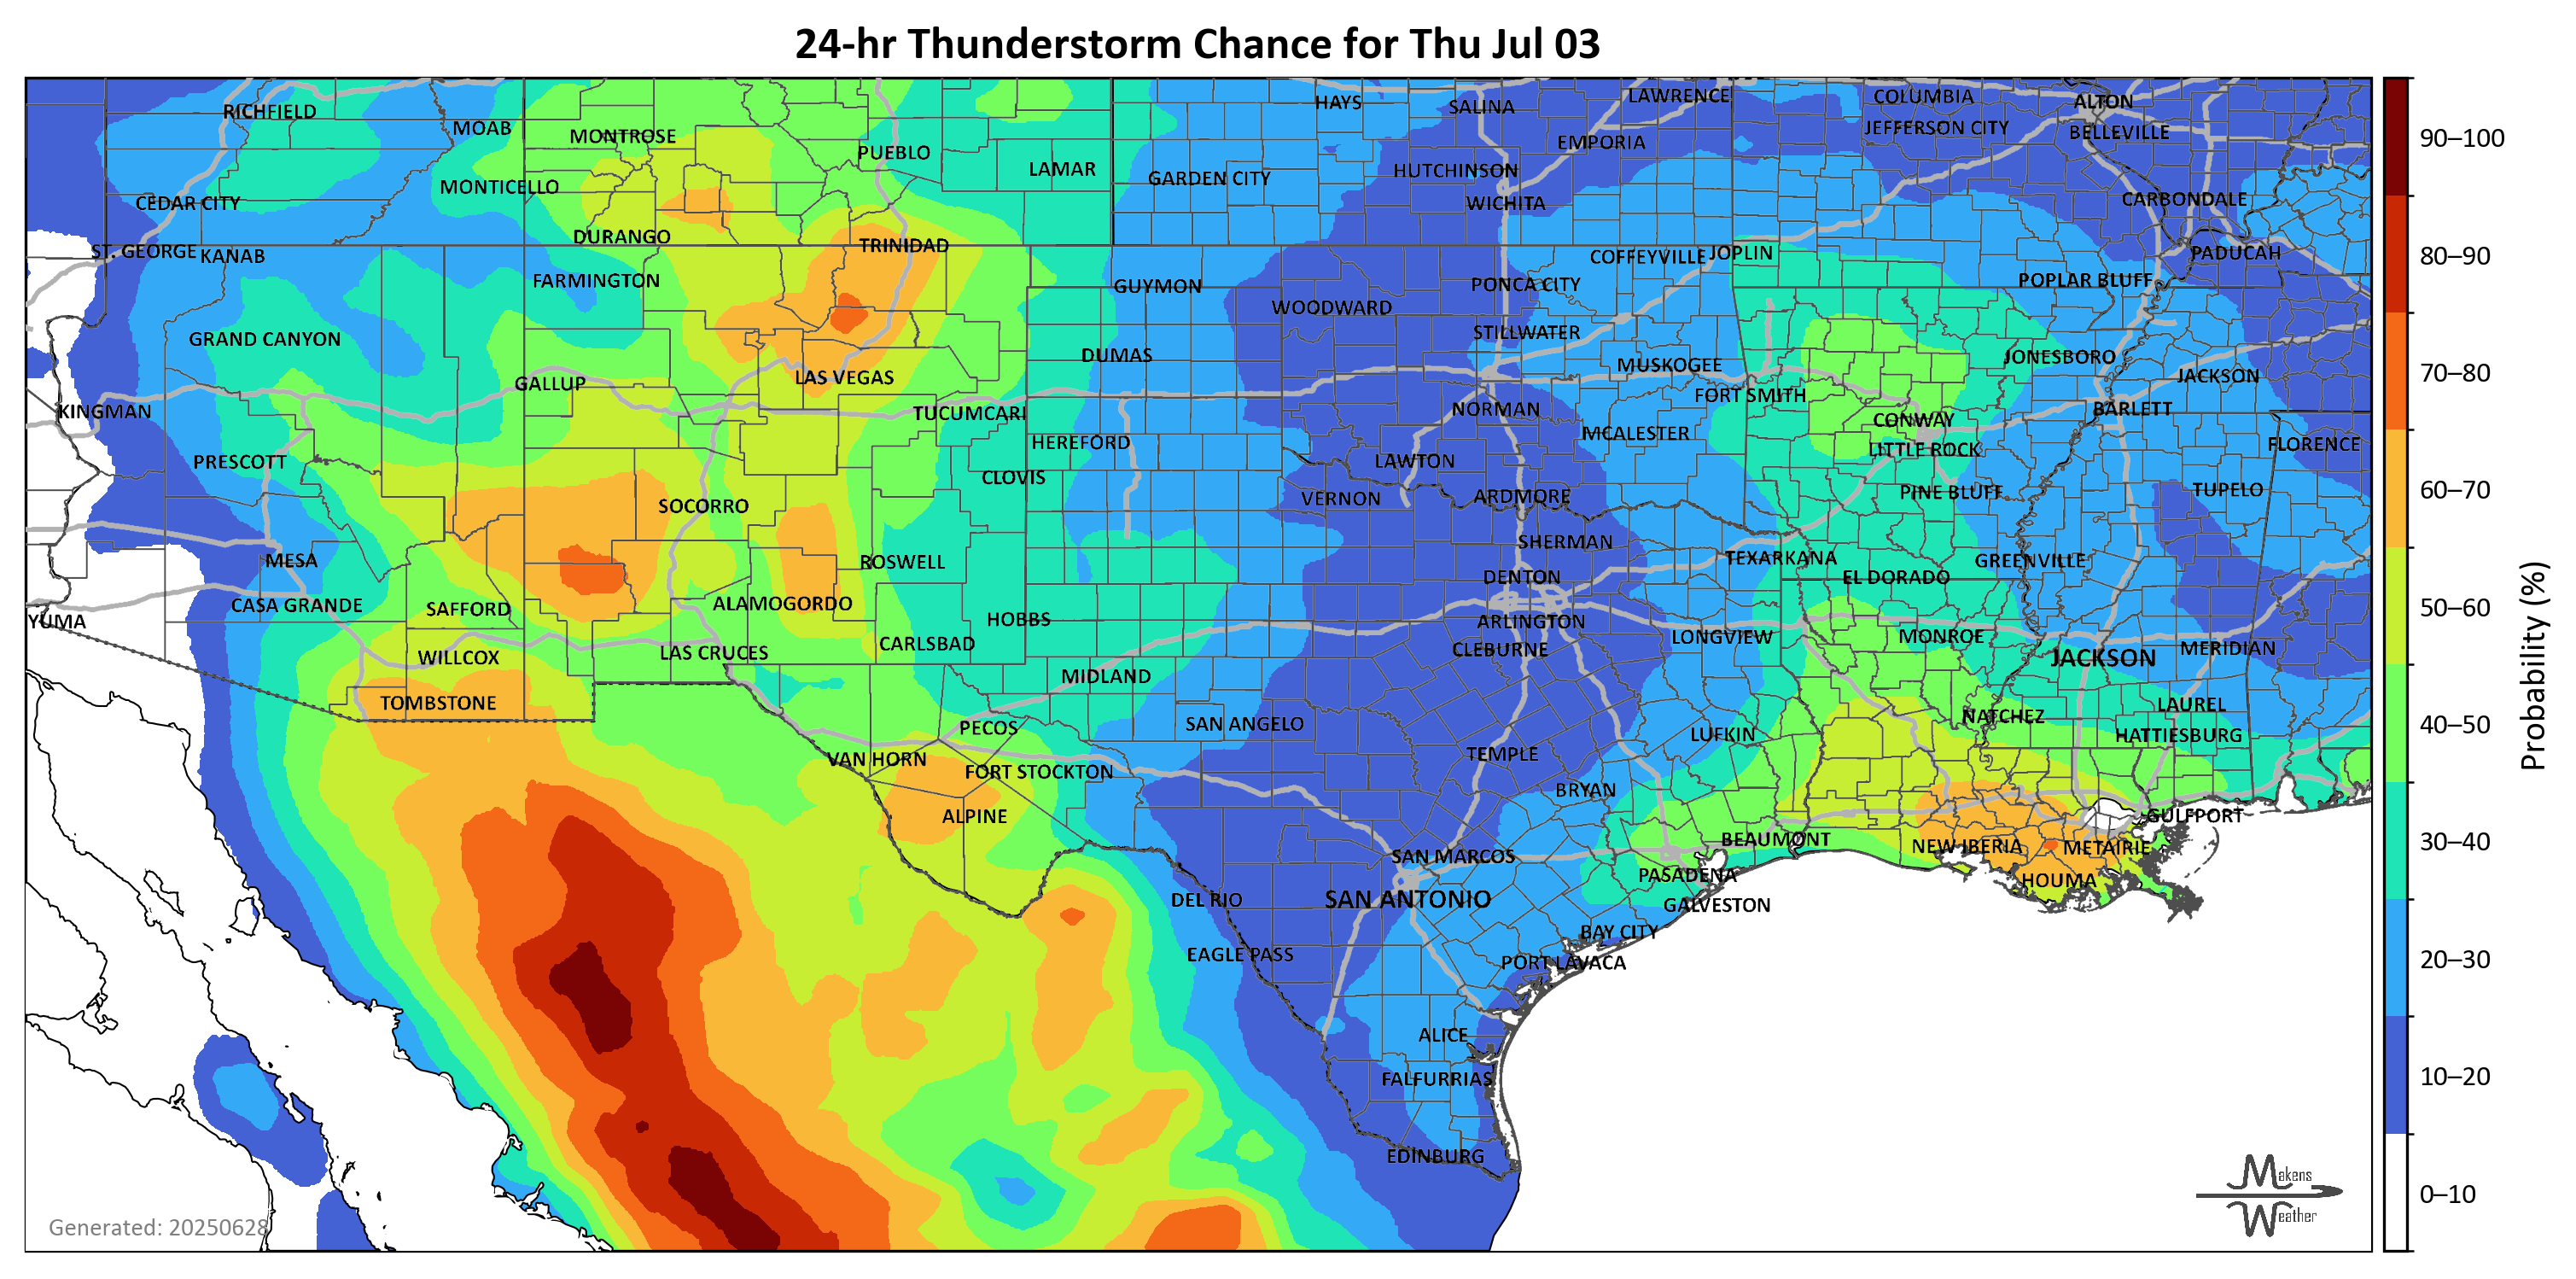 24-hr Thunderstorm Chance for Thu Jul 03
HAYS
SALINA
LAWRENCE
COLUMBIA
ALTON
RICHFIELD
MOAB
MONTROSE
PUEBLO
EMPORIA
JEFFERSON CITY
BELLEVILLE
90–100
LAMAR
GARDEN CITY
HUTCHINSON
MONTICELLO
CEDAR CITY
WICHITA
CARBONDALE
DURANGO
TRINIDAD
ST. GEORGE
KANAB
COFFEYVILLE
JOPLIN
PADUCAH
80–90
FARMINGTON
GUYMON
PONCA CITY
POPLAR BLUFF
WOODWARD
STILLWATER
GRAND CANYON
DUMAS
MUSKOGEE
JONESBORO
JACKSON
70–80
GALLUP
LAS VEGAS
FORT SMITH
KINGMAN
TUCUMCARI
NORMAN
CONWAY
BARLETT
HEREFORD
MCALESTER
LITTLE ROCK
FLORENCE
PRESCOTT
CLOVIS
LAWTON
60–70
SOCORRO
VERNON
ARDMORE
PINE BLUFF
TUPELO
MESA
ROSWELL
SHERMAN
TEXARKANA
GREENVILLE
DENTON
EL DORADO
CASA GRANDE
SAFFORD
ALAMOGORDO
50–60
YUMA
HOBBS
ARLINGTON
WILLCOX
LAS CRUCES
CARLSBAD
CLEBURNE
LONGVIEW
MONROE
JACKSON
MERIDIAN
Probability (%)
TOMBSTONE
MIDLAND
LAUREL
PECOS
SAN ANGELO
NATCHEZ
40–50
VAN HORN
FORT STOCKTON
TEMPLE
LUFKIN
HATTIESBURG
ALPINE
BRYAN
GULFPORT
SAN MARCOS
BEAUMONT
NEW IBERIA
METAIRIE
30–40
DEL RIO
SAN ANTONIO
PASADENA
HOUMA
GALVESTON
EAGLE PASS
BAY CITY
PORT LAVACA
20–30
ALICE
FALFURRIAS
10–20
EDINBURG
Makens
Weather
0–10
Generated: 20250628